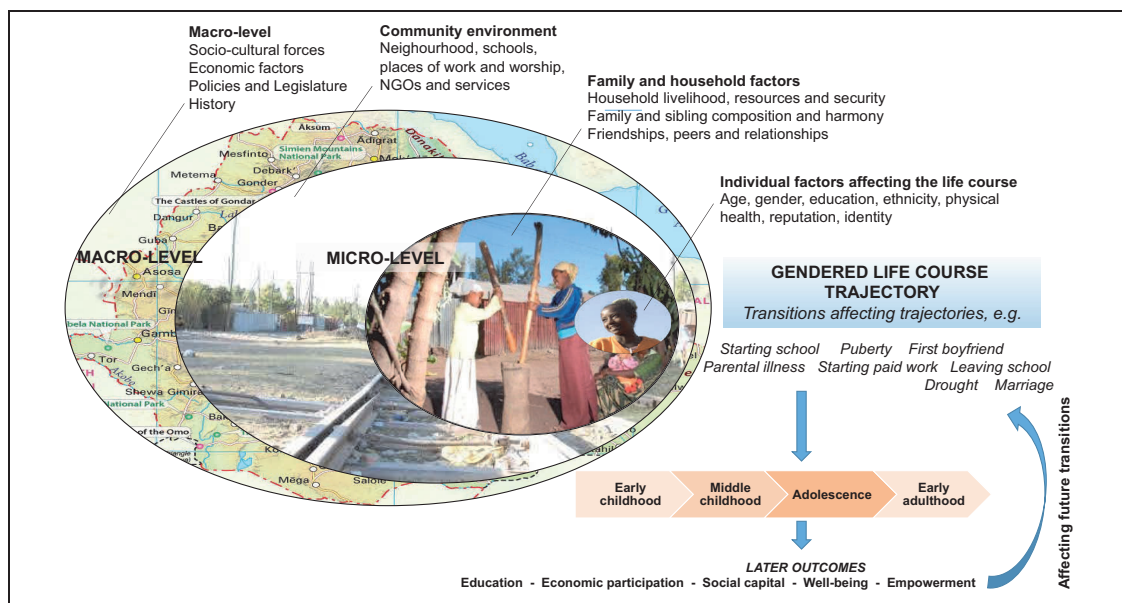 Macro-level
Socio-cultural forces
Economic factors
Policies and Legislature
History
Community environment
Neighourhood, schools,
places of work and worship,
NGOs and services
Family and household factors
Household livelihood, resources and security
Family and sibling composition and harmony
Friendships, peers and relationships
Individual factors affecting the life course
Age, gender, education, ethnicity, physical
health, reputation, identity
Āksum
Ādīgrat
Simien Mountains
National Park
Mesfinto
Debark'
Metema
Gonder
The Castles of Gondar
Dangur
Guba
MACRO-LEVEL
MICRO-LEVEL
Asosa
Mendī
National Park
Gamb
Tor
Gech'a
Akobo
Shewa Gimira
National Park
of the Omo
Mēga
GENDERED LIFE COURSE
TRAJECTORY
Transitions affecting trajectories, e.g.
Starting school Puberty First boyfriend
Parental illness Starting paid work Leaving school
Drought Marriage
Early
childhood
Middle
childhood
Adolescence
Early
adulthood
Affecting future transitions
LATER OUTCOMES
Education - Economic participation - Social capital - Well-being - Empowerment